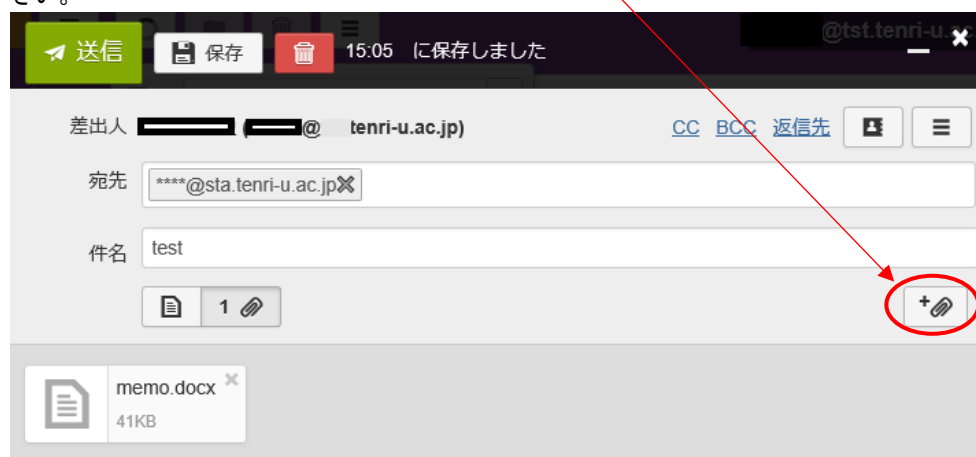 さい。
送信 保存 15:05 に保存しました @tst.tenri-u.ac
差出人 (@ tenri-u.ac.jp) CC BCC 返信先
宛先 ****@sta.tenri-u.ac.jp
件名 test
1 +
memo.docx
41KB